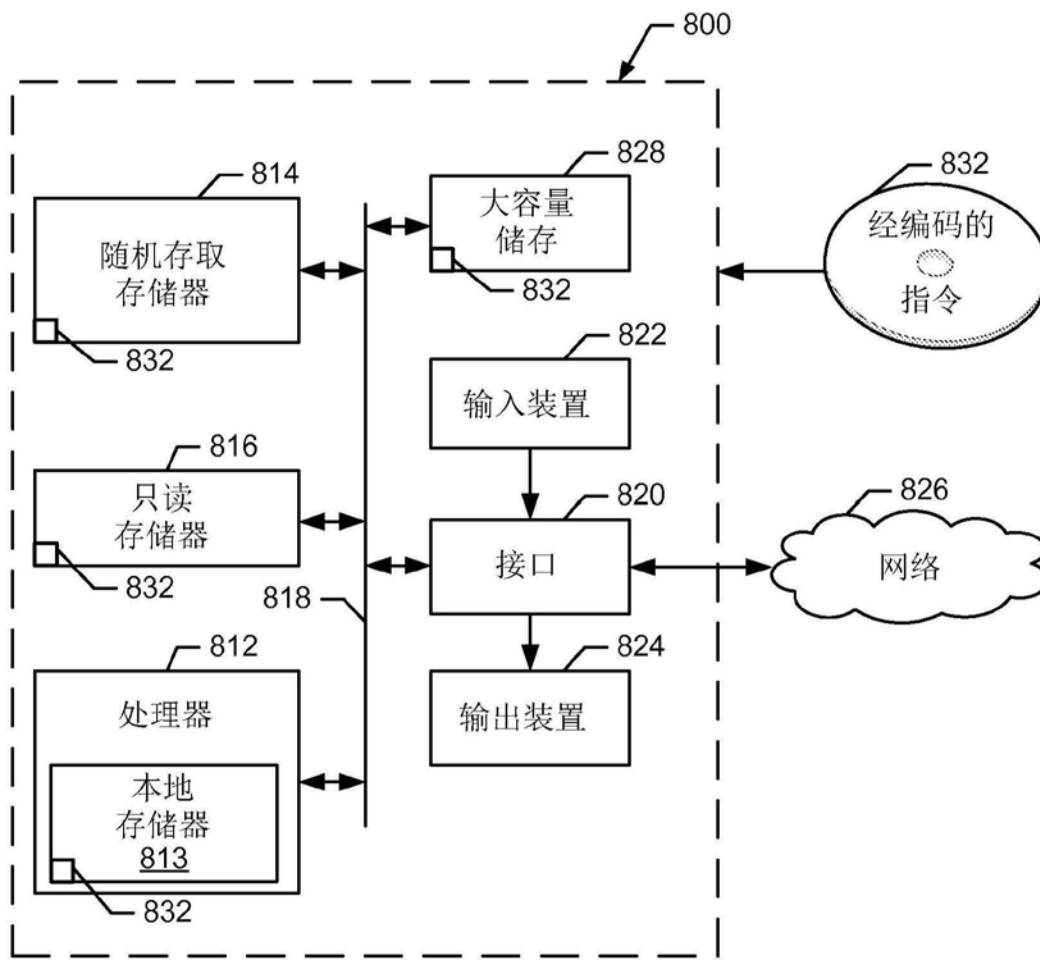 800
828
832
814
大容量
储存
经编码的
随机存取
存储器
指令
832
822
832
输入装置
816
820
826
只读
存储器
接口
网络
832
818
812
824
处理器
输出装置
本地
存储器
813
832